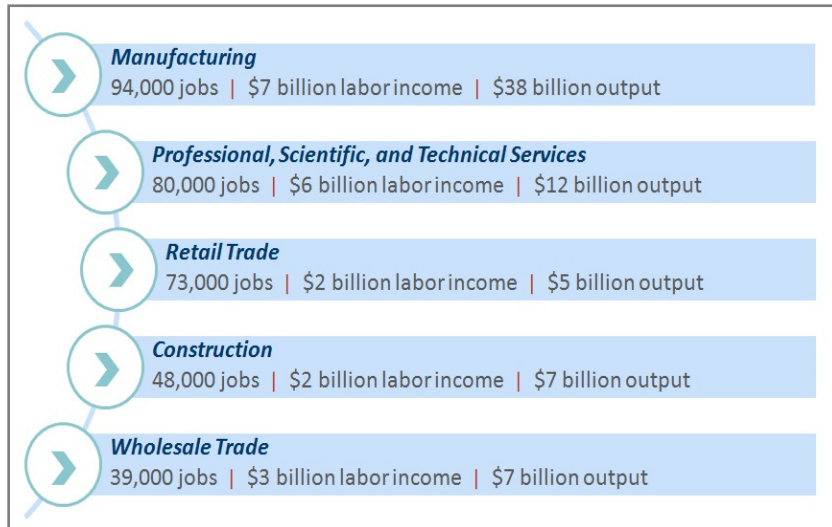 Manufacturing
94,000 jobs | $7 billion labor income | $38 billion output
Professional, Scientific, and Technical Services
80,000 jobs | $6 billion labor income | $12 billion output
Retail Trade
73,000 jobs | $2 billion labor income | $5 billion output
Construction
48,000 jobs | $2 billion labor income | $7 billion output
Wholesale Trade
39,000 jobs | $3 billion labor income | $7 billion output